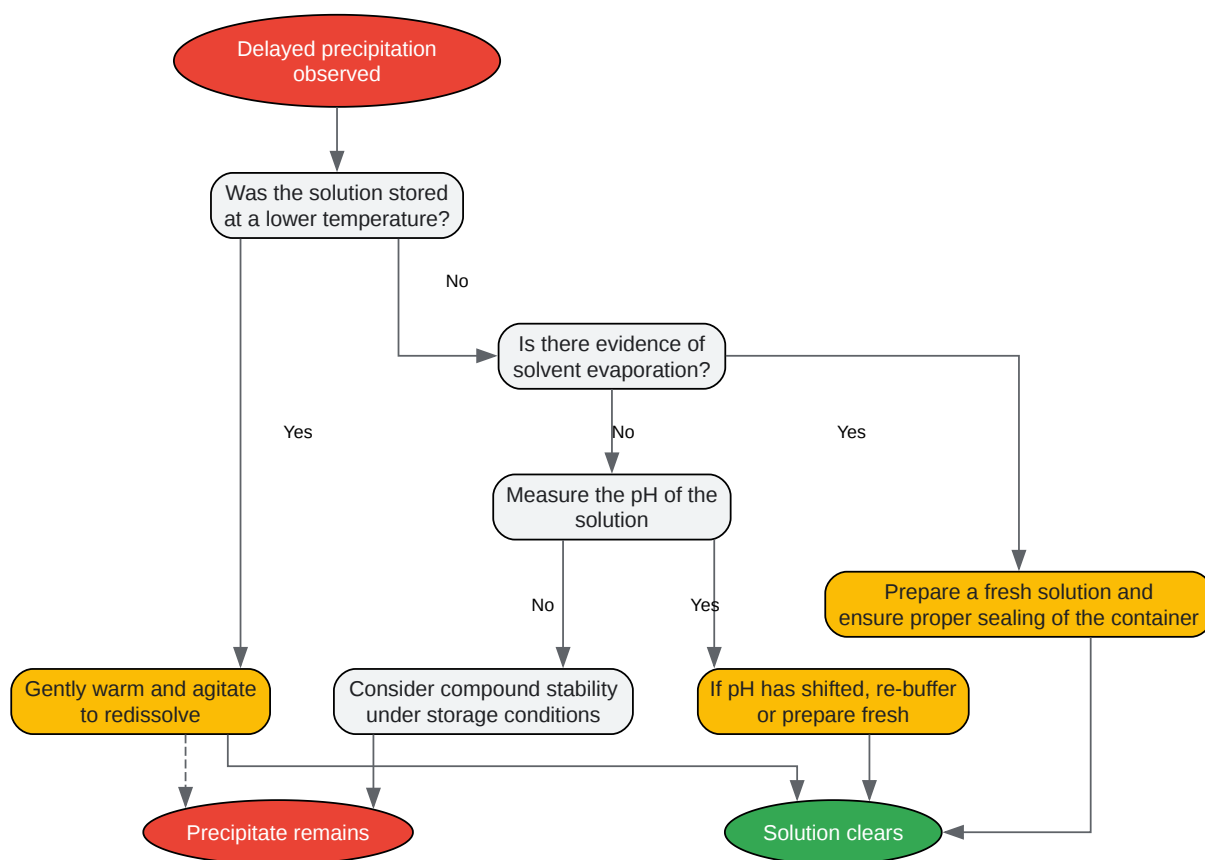 Delayed precipitation
observed
Was the solution stored
at a lower temperature?
No
Is there evidence of
solvent evaporation?
Yes
No
Yes
Measure the pH of the
solution
No
Yes
Prepare a fresh solution and
ensure proper sealing of the container
Gently warm and agitate
to redissolve
Consider compound stability
under storage conditions
If pH has shifted, re-buffer
or prepare fresh
Precipitate remains
Solution clears